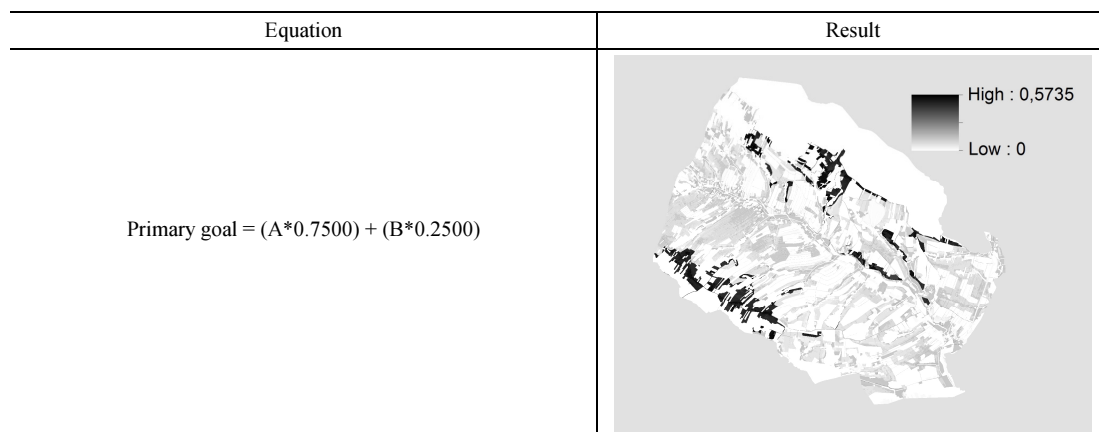 Equation
Result
High : 0,5735
Low : 0
Primary goal = (A*0.7500) + (B*0.2500)